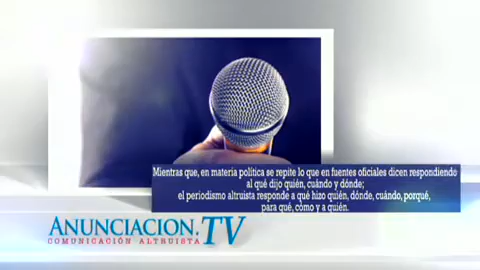 Mientras que, en materia política se repite lo que en fuentes oficiales dicen respondiendo
al qué dijo quién, cuándo y dónde;
el periodismo altruista responde a qué hizo quién, dónde, cuándo, porqué,
para qué, cómo y a quién.
ANUNCIACION.TV
COMUNICACIÓN ALTRUISTA